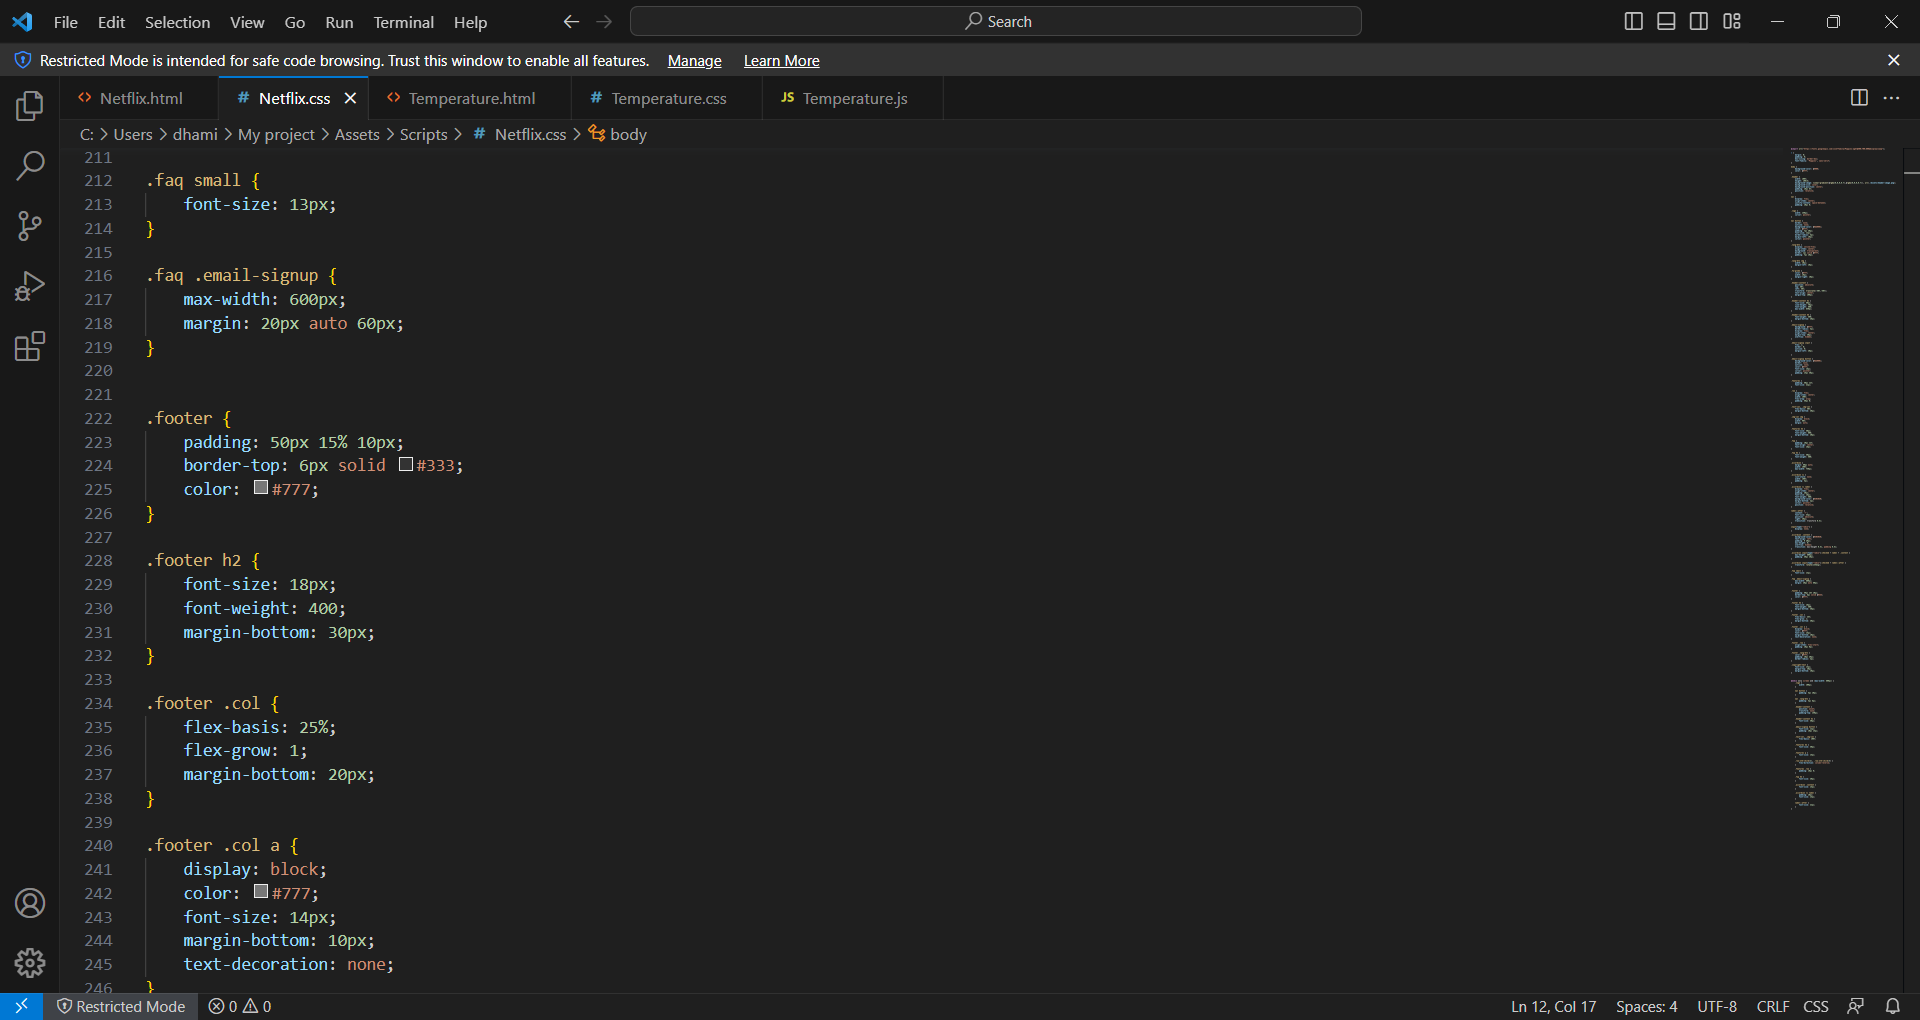 File Edit Selection View Go Run Terminal Help Search
Restricted Mode is intended for safe code browsing. Trust this window to enable all features. Manage Learn More
Netflix.html # Netflix.css Temperature.html # Temperature.css JS Temperature.js
C: > Users > dhami > My project > Assets > Scripts > # Netflix.css > body
211
212 .faq small {
213 font-size: 13px;
214 }
215
216 .faq .email-signup {
217 max-width: 600px;
218 margin: 20px auto 60px;
219 }
220
221
222 .footer {
223 padding: 50px 15% 10px;
224 border-top: 6px solid #333;
225 color: #777;
226 }
227
228 .footer h2 {
229 font-size: 18px;
230 font-weight: 400;
231 margin-bottom: 30px;
232 }
233
234 .footer .col {
235 flex-basis: 25%;
236 flex-grow: 1;
237 margin-bottom: 20px;
238 }
239
240 .footer .col a {
241 display: block;
242 color: #777;
243 font-size: 14px;
244 margin-bottom: 10px;
245 text-decoration: none;
246 }
Restricted Mode 0 0 Ln 12, Col 17 Spaces: 4 UTF-8 CRLF CSS